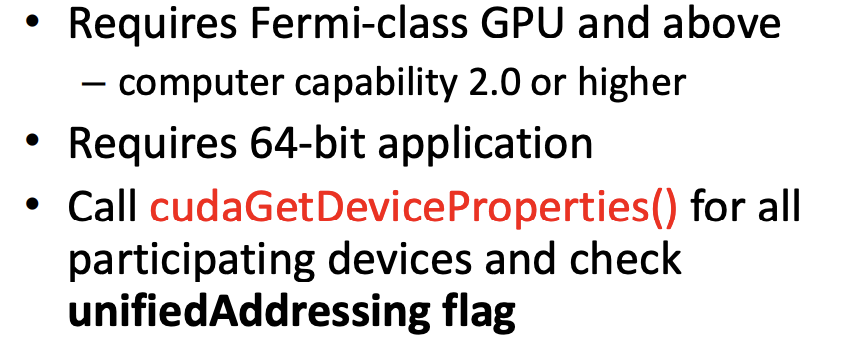 • Requires Fermi-class GPU and above
– computer capability 2.0 or higher
• Requires 64-bit application
• Call cudaGetDeviceProperties() for all
participating devices and check
unifiedAddressing flag